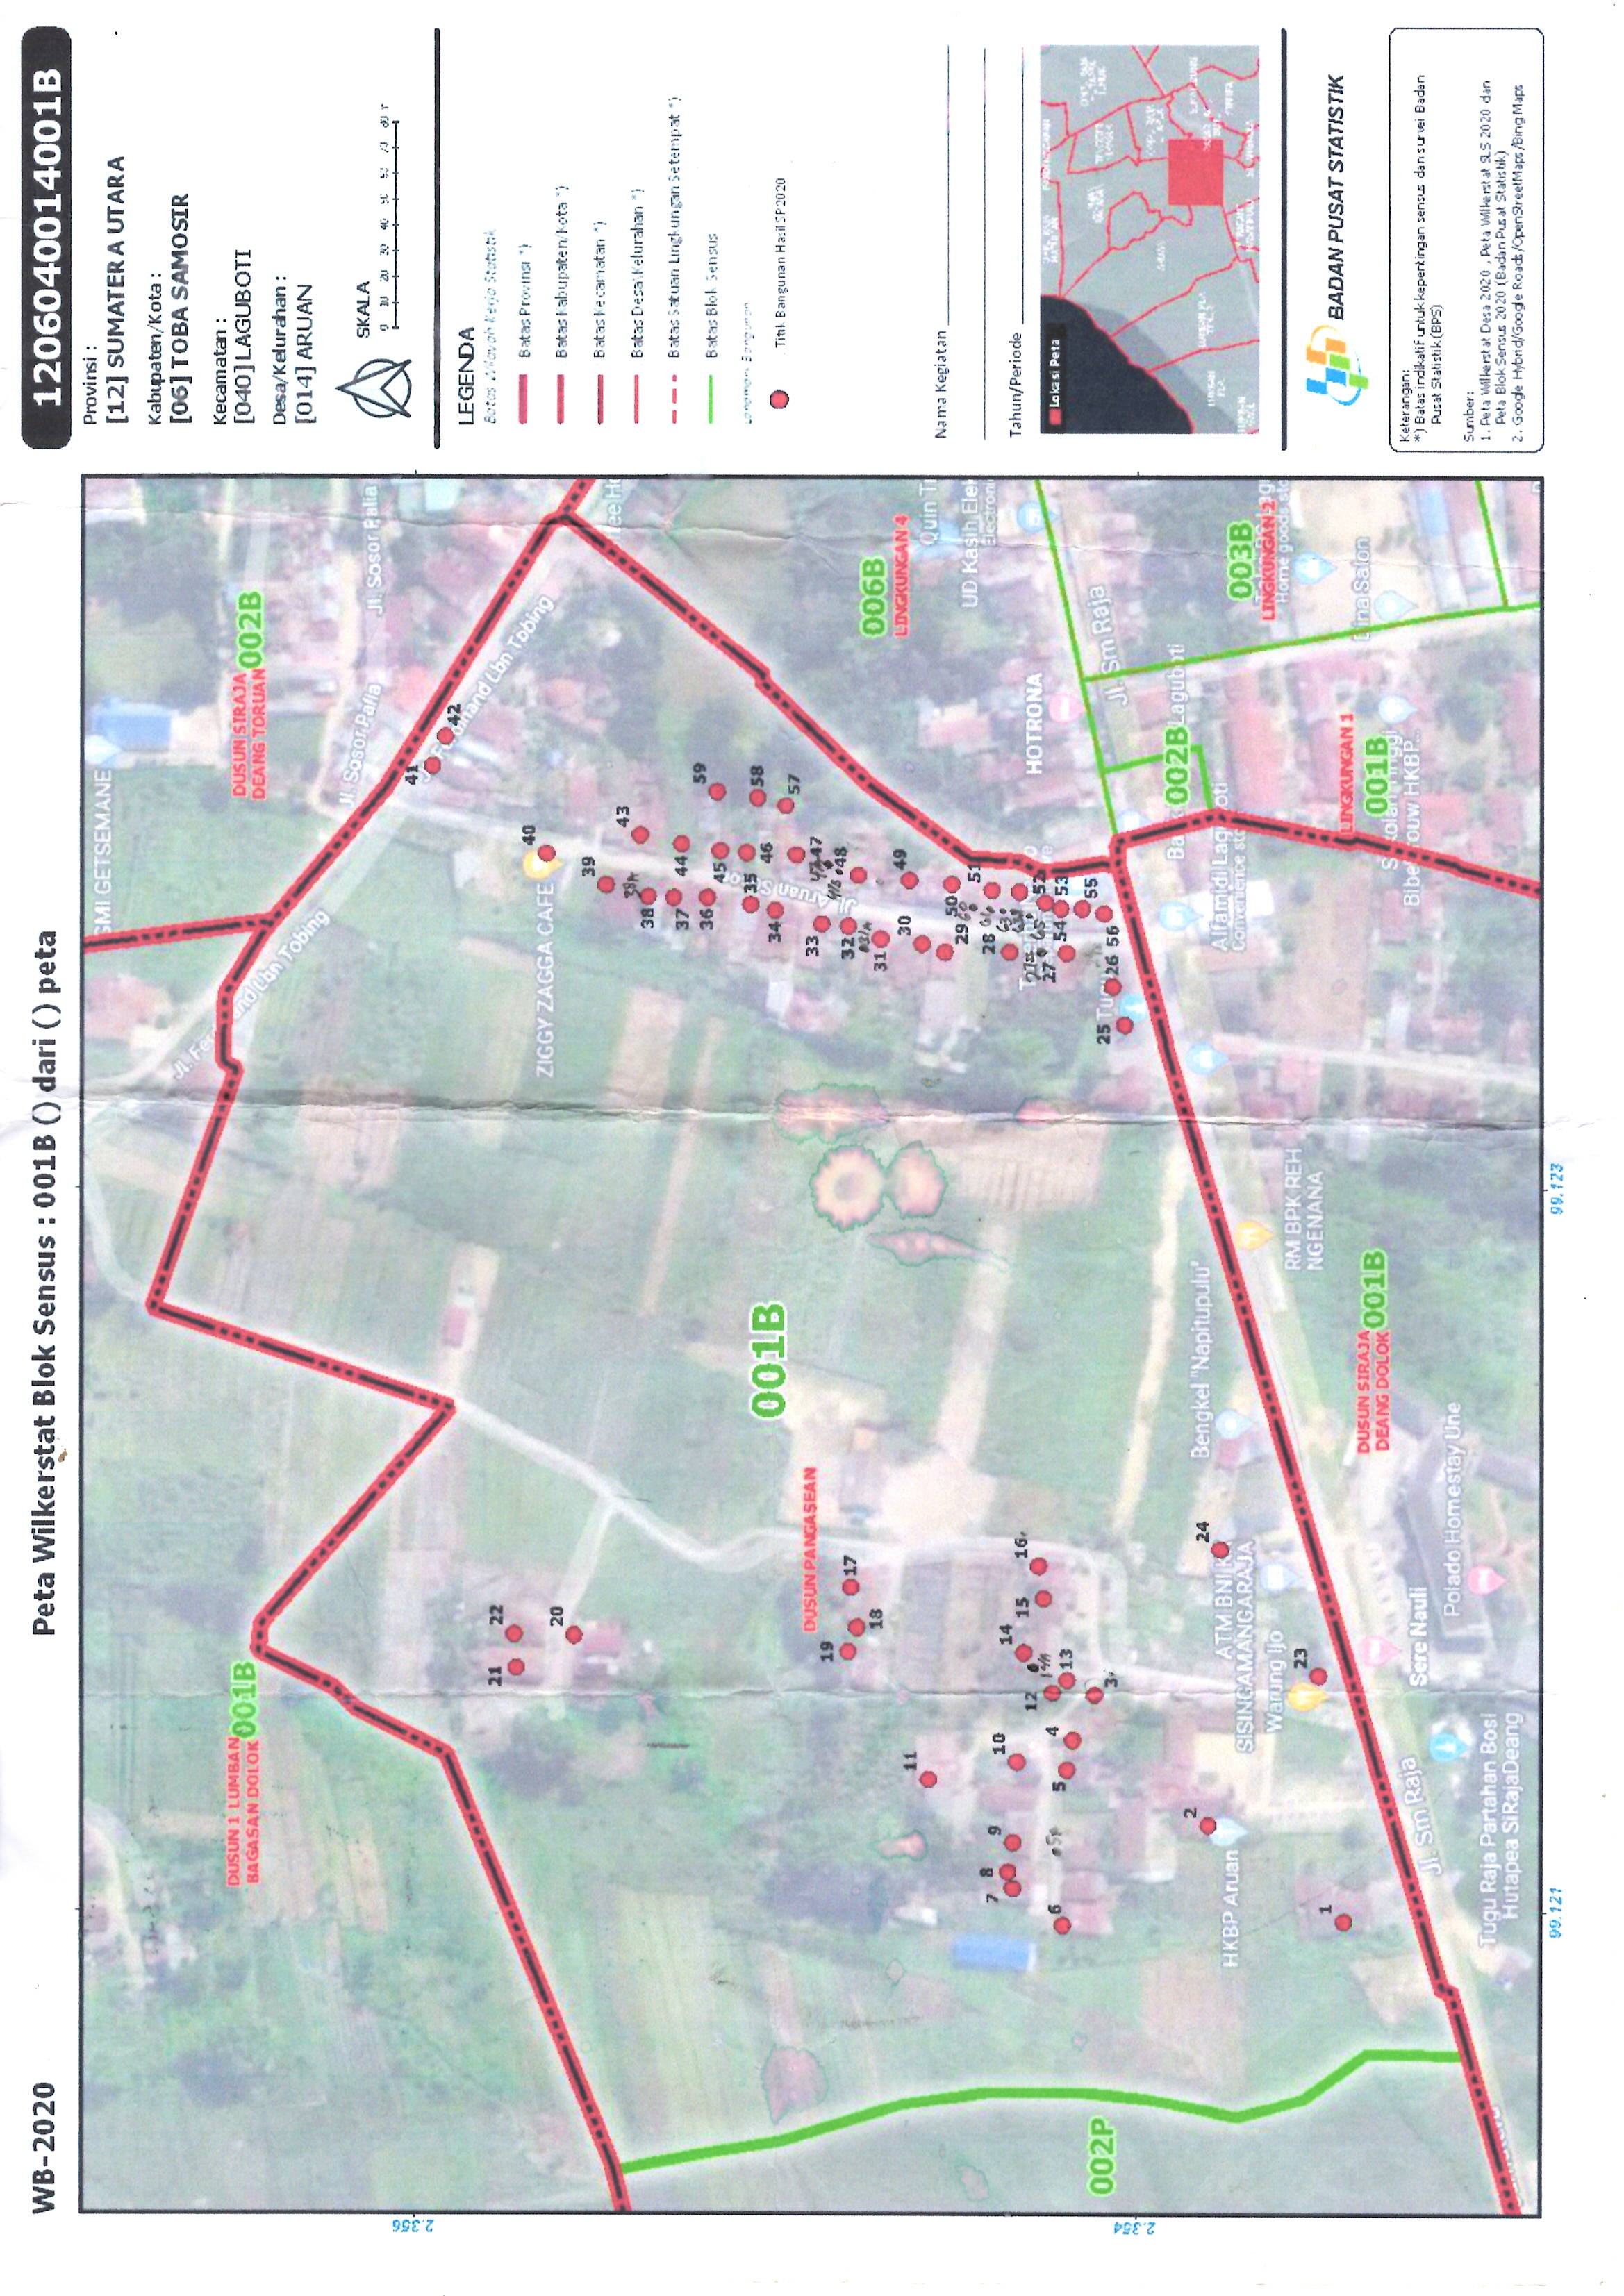 WB-2020
Peta Wilkerstat Blok Sensus : 001B () dari () peta
1206040014001B
Provinsi :
[12] SUMATERA UTARA
Kabupaten/Kota :
[06] TOBA SAMOSIR
Kecamatan :
[040] LAGUBOTI
Desa/Kelurahan :
[014] ARUAN
SKALA
0 10 20 30 40 50 60 70 80
LEGENDA
Batas Wilayah Kerja Statistik
Batas Provinsi *)
Batas Kabupaten/Kota *)
Batas Kecamatan *)
Batas Desa\Kelurahan *)
Batas Satuan Lingkungan Setempat *)
Batas Blok Sensus
Landmark Bangunan
Titik Bangunan Hasil SP2020
Nama Kegiatan
Tahun/Periode
Lokasi Peta
BADAN PUSAT STATISTIK
Keterangan:
*) Batas indikatif untuk kepentingan sensus dan survei Badan
Pusat Statistik (BPS)
Sumber:
1. Peta Wilkerstat Desa 2020 , Peta Wilkerstat SLS 2020 dan
Peta Blok Sensus 2020 (Badan Pusat Statistik)
2. Google Hybrid/Google Roads/OpenStreetMaps/Bing Maps
GMI GETSEMANE
DUSUN 1 LUMBAN
BAGASAN DOLOK
001B
DUSUN SIRAJA
DEANG TORUAN
002B
Jl. Ferdinand Lbn Tobing
Jl. Sosor Palia
Jl. Sosor Palia
2.356
41
42
Jl. Ferdinand Lbn Tobing
21
22
20
ZIGGY ZAGGA CAFE
40
39
38A
38
43
37
44
36
45
59
35
46
58
34
57
001B
DUSUN PANGASEAN
33
47
19
17
18
32
48
31A
31
Jl. Aruan
006B
LINGKUNGAN 4
11
30
49
29
50
UD Kasih Elek
Electroni
7
8
9
10
14
15
16
12
13
28
51
HOTRONA
6
5A
5
4
3
27
52
54
53
55
002P
2.354
25
26
56
Jl. Sm Raja
2
HKBP Aruan
24
ATM BNI
SISINGAMANGARAJA
Warung Ijo
Bengkel "Napitupulu"
002B
Laguboti
Alfamidi Laguboti
Convenience sto
003B
LINGKUNGAN 2
Home goods sto
RM BPK REH
NGENANA
23
1
DUSUN SIRAJA
DEANG DOLOK
001B
LINGKUNGAN 1
001B
Dina Salon
Jl. Sm Raja
Sere Nauli
Polado Homestay Une
Tugu Raja Partahan Bosi
Hutapea SiRajaDeang
99.121
99.123